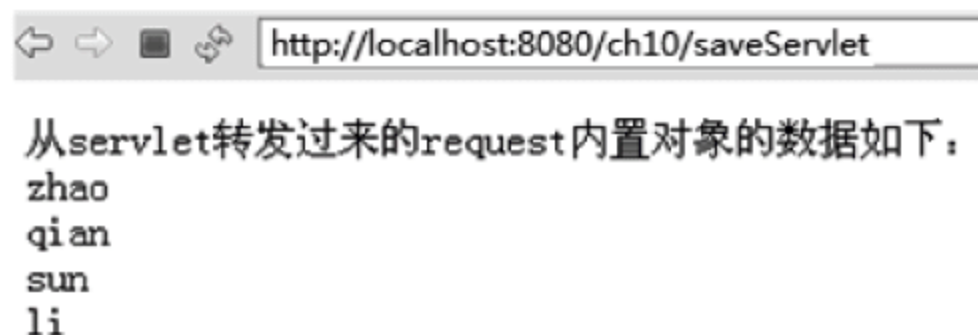 http://localhost:8080/ch10/saveServlet
从servlet转发过来的request内置对象的数据如下：
zhao
qian
sun
li